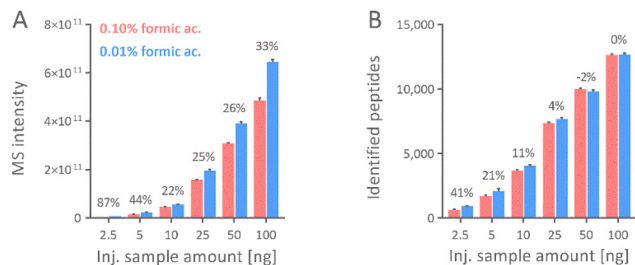 A
MS intensity
8×10¹¹
6×10¹¹
4×10¹¹
2×10¹¹
0
0.10% formic ac.
0.01% formic ac.
87%
44%
22%
25%
26%
33%
2.5 5 10 25 50 100
Inj. sample amount [ng]
B
Identified peptides
15,000
10,000
5,000
0
41%
21%
11%
4%
-2%
0%
2.5 5 10 25 50 100
Inj. sample amount [ng]